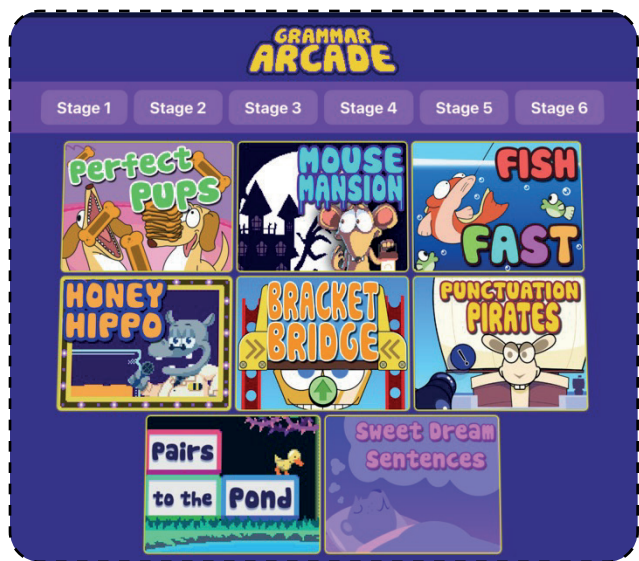 GRAMMAR
ARCADE
Stage 1 Stage 2 Stage 3 Stage 4 Stage 5 Stage 6
Perfect
PUPS
MOUSE
MANSION
FISH
FAST
HONEY
HIPPO
BRACKET
BRIDGE
PUNCTUATION
PIRATES
Pairs
to the Pond
Sweet Dream
Sentences